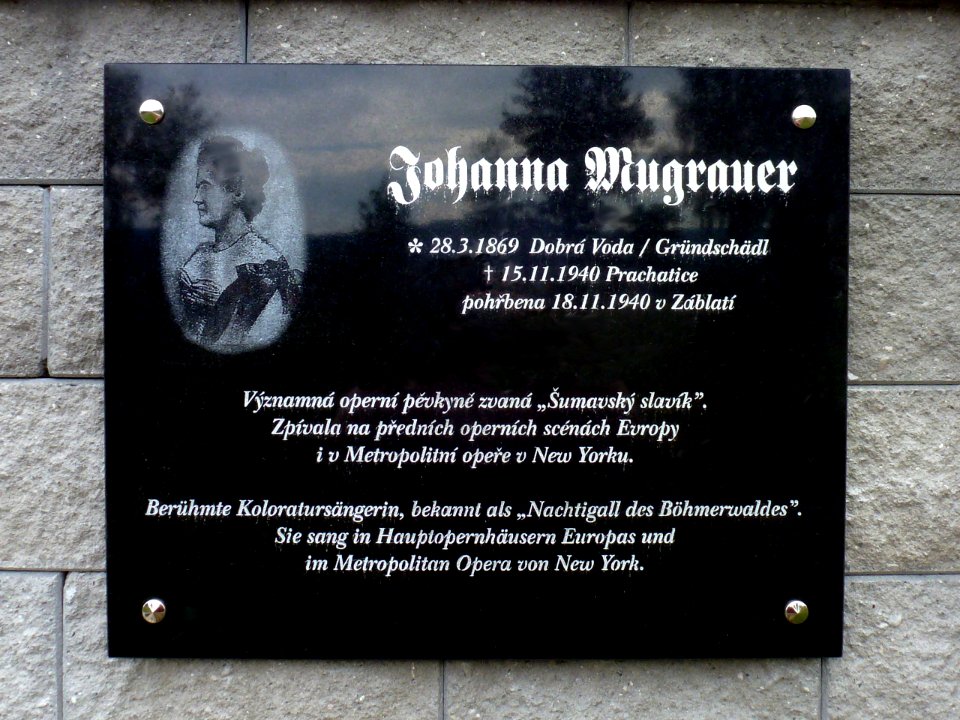 Johanna Mugrauer
* 28.3.1869 Dobrá Voda / Gründschädl
† 15.11.1940 Prachatice
pohřbena 18.11.1940 v Záblatí
Významná operní pévkyně zvaná „Šumavský slavík”.
Zpívala na předních operních scénách Evropy
i v Metropolitní opeře v New Yorku.
Berühmte Koloratursängerin, bekannt als „Nachtigall des Böhmerwaldes”.
Sie sang in Hauptopernhäusern Europas und
im Metropolitan Opera von New York.